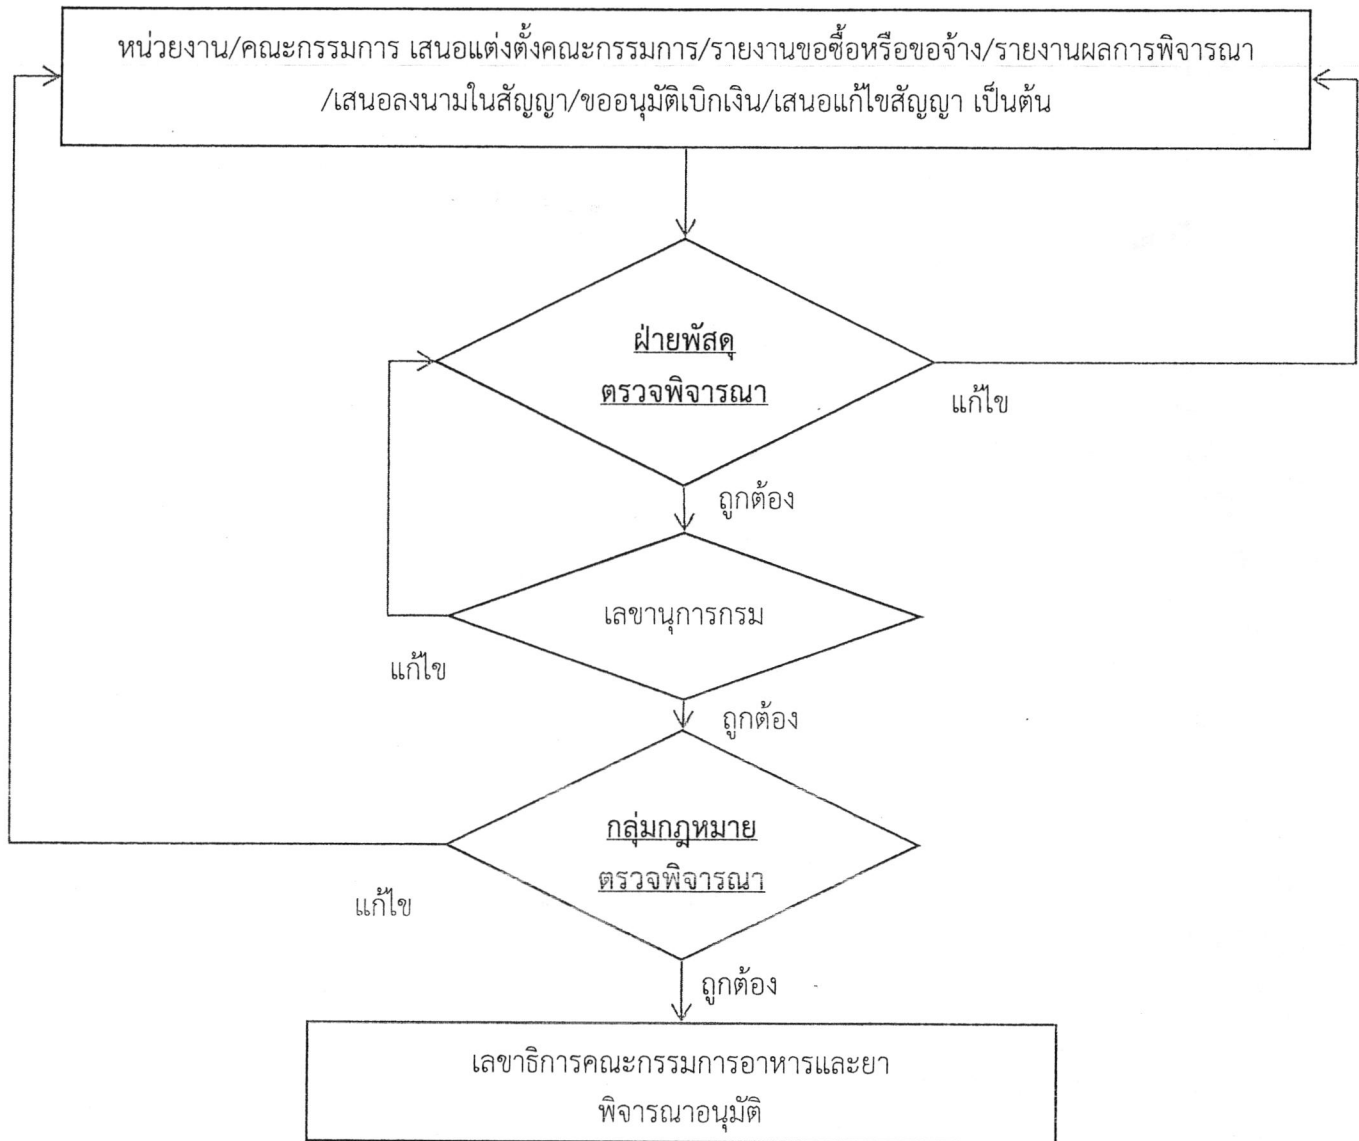 หน่วยงาน/คณะกรรมการ เสนอแต่งตั้งคณะกรรมการ/รายงานขอซื้อหรือขอจ้าง/รายงานผลการพิจารณา
/เสนอลงนามในสัญญา/ขออนุมัติเบิกเงิน/เสนอแก้ไขสัญญา เป็นต้น
ฝ่ายพัสดุ
ตรวจพิจารณา
แก้ไข
ถูกต้อง
เลขานุการกรม
แก้ไข
ถูกต้อง
กลุ่มกฎหมาย
ตรวจพิจารณา
แก้ไข
ถูกต้อง
เลขาธิการคณะกรรมการอาหารและยา
พิจารณาอนุมัติ